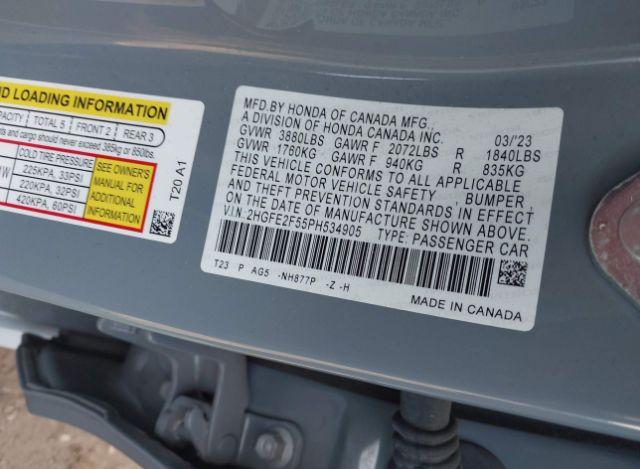 ND LOADING INFORMATION
CAPACITY TOTAL 5 FRONT 2 REAR 3
nts and cargo should never exceed 385kg or 850lbs.
COLD TIRE PRESSURE
225KPA, 33PSI
220KPA, 32PSI
420KPA, 60PSI
SEE OWNER'S
MANUAL FOR
ADDITIONAL
INFORMATION
T20 A1
MFD.BY HONDA OF CANADA MFG.,
A DIVISION OF HONDA CANADA INC. 03/'23
GVWR 3880LBS GAWR F 2072LBS R 1840LBS
GVWR 1760KG GAWR F 940KG R 835KG
THIS VEHICLE CONFORMS TO ALL APPLICABLE
FEDERAL MOTOR VEHICLE SAFETY, BUMPER,
AND THEFT PREVENTION STANDARDS IN EFFECT
ON THE DATE OF MANUFACTURE SHOWN ABOVE.
V.I.N. 2HGFE2F55PH534905 TYPE: PASSENGER CAR
T23 P AG5 -NH877P -Z -H
MADE IN CANADA